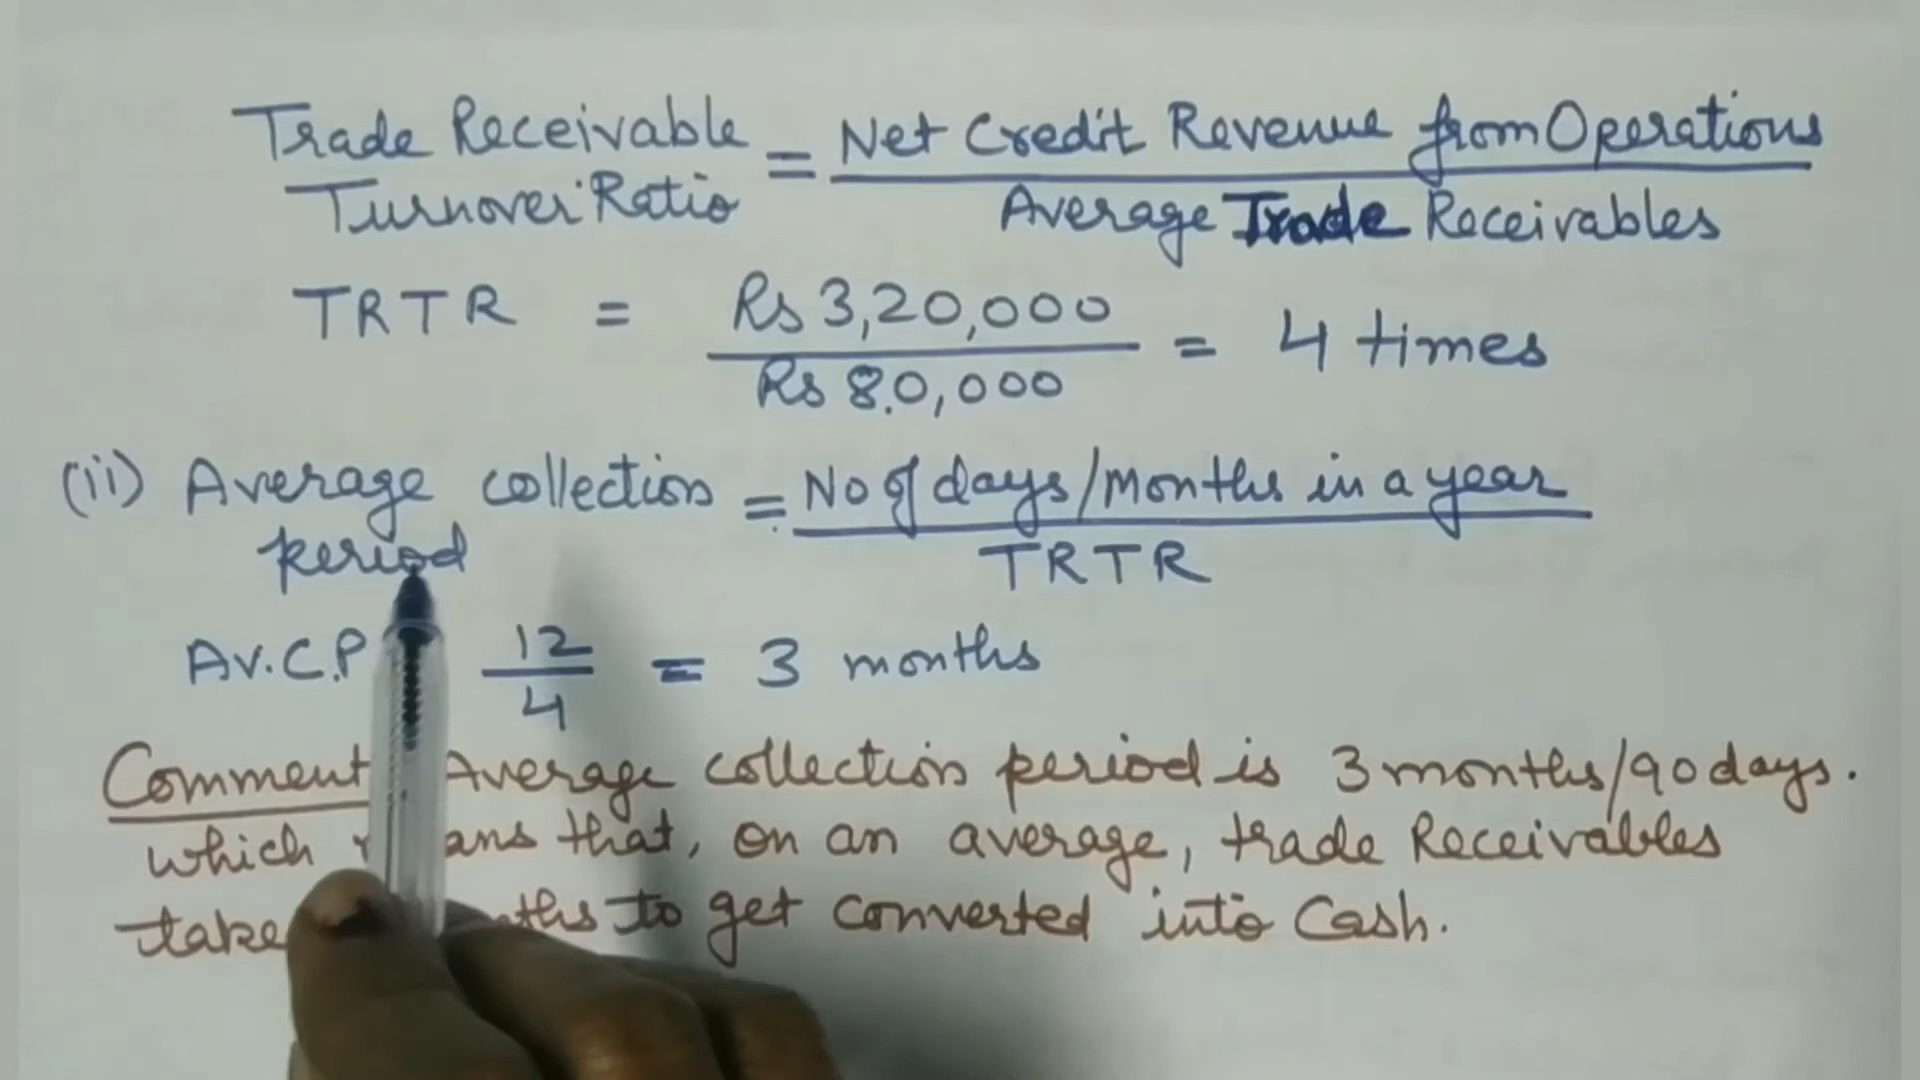 Trade Receivable = Net Credit Revenue from Operations
Turnover Ratio Average Trade Receivables
TRTR = Rs 3,20,000 = 4 times
Rs 80,000
(ii) Average collection = No of days/Months in a year
period TRTR
Av.C.P 12 = 3 months
4
Comment Average collection period is 3 months/90 days.
which that, on an average, trade Receivables
to get converted into Cash.